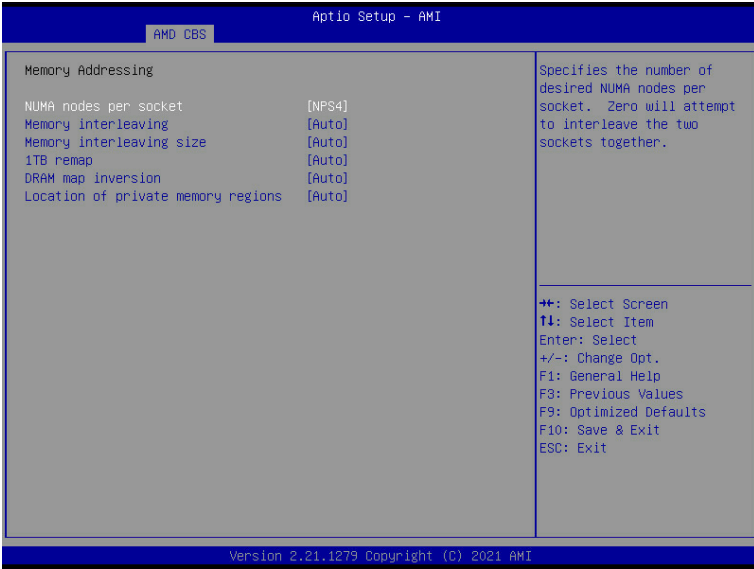 Aptio Setup – AMI
AMD CBS
Memory Addressing
NUMA nodes per socket [NPS4]
Memory interleaving [Auto]
Memory interleaving size [Auto]
1TB remap [Auto]
DRAM map inversion [Auto]
Location of private memory regions [Auto]
Specifies the number of
desired NUMA nodes per
socket.  Zero will attempt
to interleave the two
sockets together.
→←: Select Screen
↑↓: Select Item
Enter: Select
+/-: Change Opt.
F1: General Help
F3: Previous Values
F9: Optimized Defaults
F10: Save & Exit
ESC: Exit
Version 2.21.1279 Copyright (C) 2021 AMI